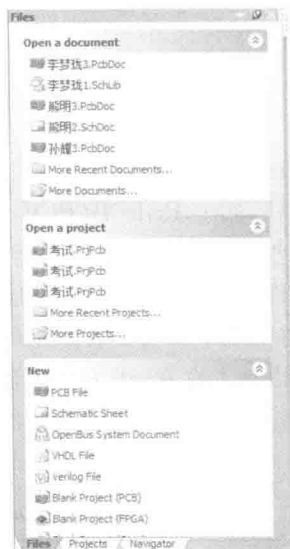 Files
Open a document
李梦珑3.PcbDoc
李梦珑1.SchLib
熊明3.PcbDoc
熊明2.SchDoc
孙耀3.PcbDoc
More Recent Documents...
More Documents...
Open a project
考试.PrjPcb
考试.PrjPcb
考试.PrjPcb
More Recent Projects...
More Projects...
New
PCB File
Schematic Sheet
OpenBus System Document
VHDL File
Verilog File
Blank Project (PCB)
Blank Project (FPGA)
Files Projects Navigator